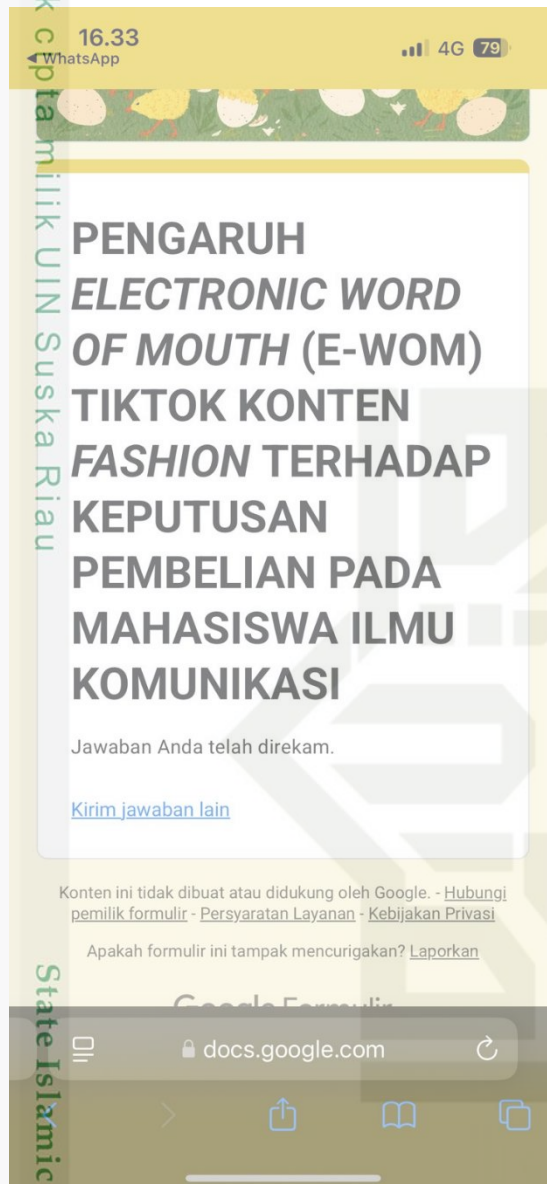 16.33
◀ WhatsApp
4G 79
PENGARUH
ELECTRONIC WORD
OF MOUTH (E-WOM)
TIKTOK KONTEN
FASHION TERHADAP
KEPUTUSAN
PEMBELIAN PADA
MAHASISWA ILMU
KOMUNIKASI
Jawaban Anda telah direkam.
Kirim jawaban lain
Konten ini tidak dibuat atau didukung oleh Google. - Hubungi
pemilik formulir - Persyaratan Layanan - Kebijakan Privasi
Apakah formulir ini tampak mencurigakan? Laporkan
Google Formulir
docs.google.com
k cipta milik UIN Suska Riau
State Islamic